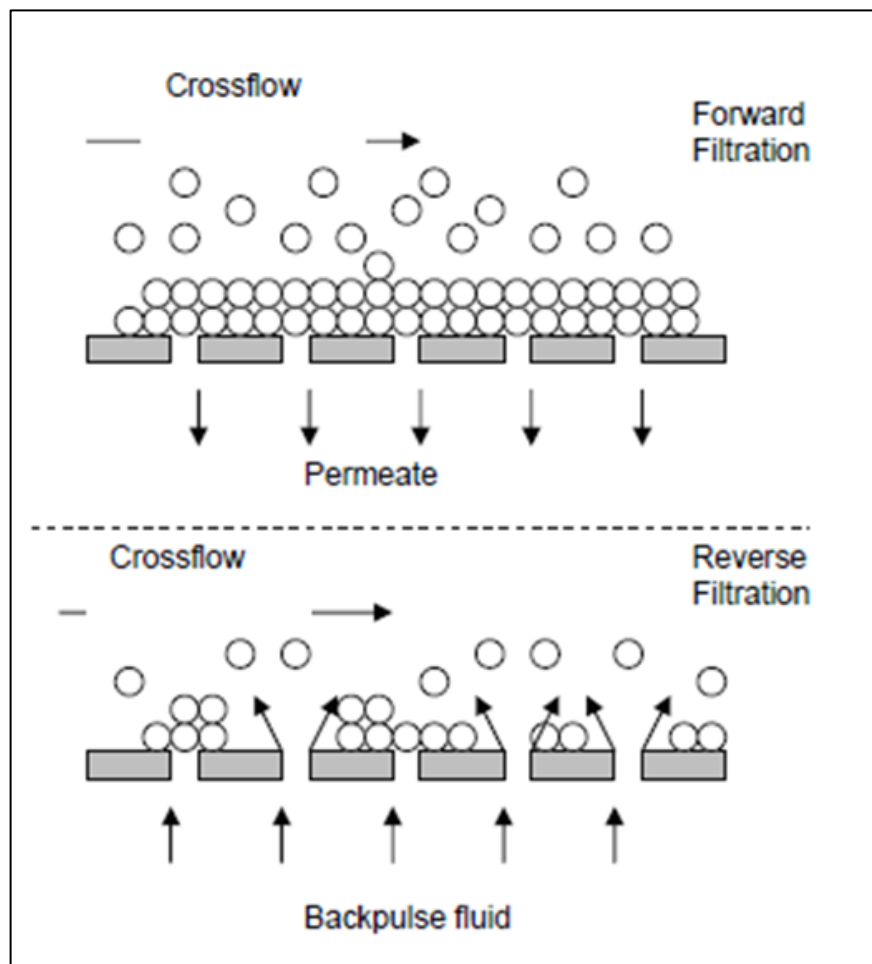 Crossflow
Forward
Filtration
Permeate
Crossflow
Reverse
Filtration
Backpulse fluid